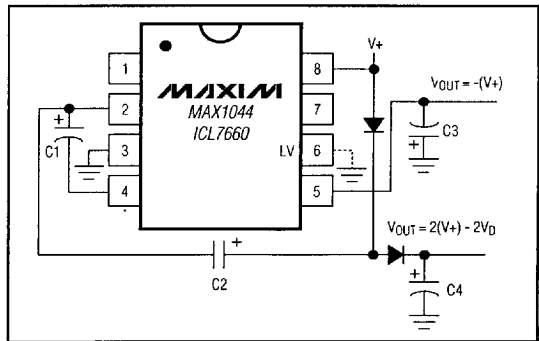 V+
1
8
MAXIM
VOUT = -(V+)
2
MAX1044
7
ICL7660
+
C1
3
LV
6
C3
+
4
5
VOUT = 2(V+) - 2VD
+
C2
+
C4